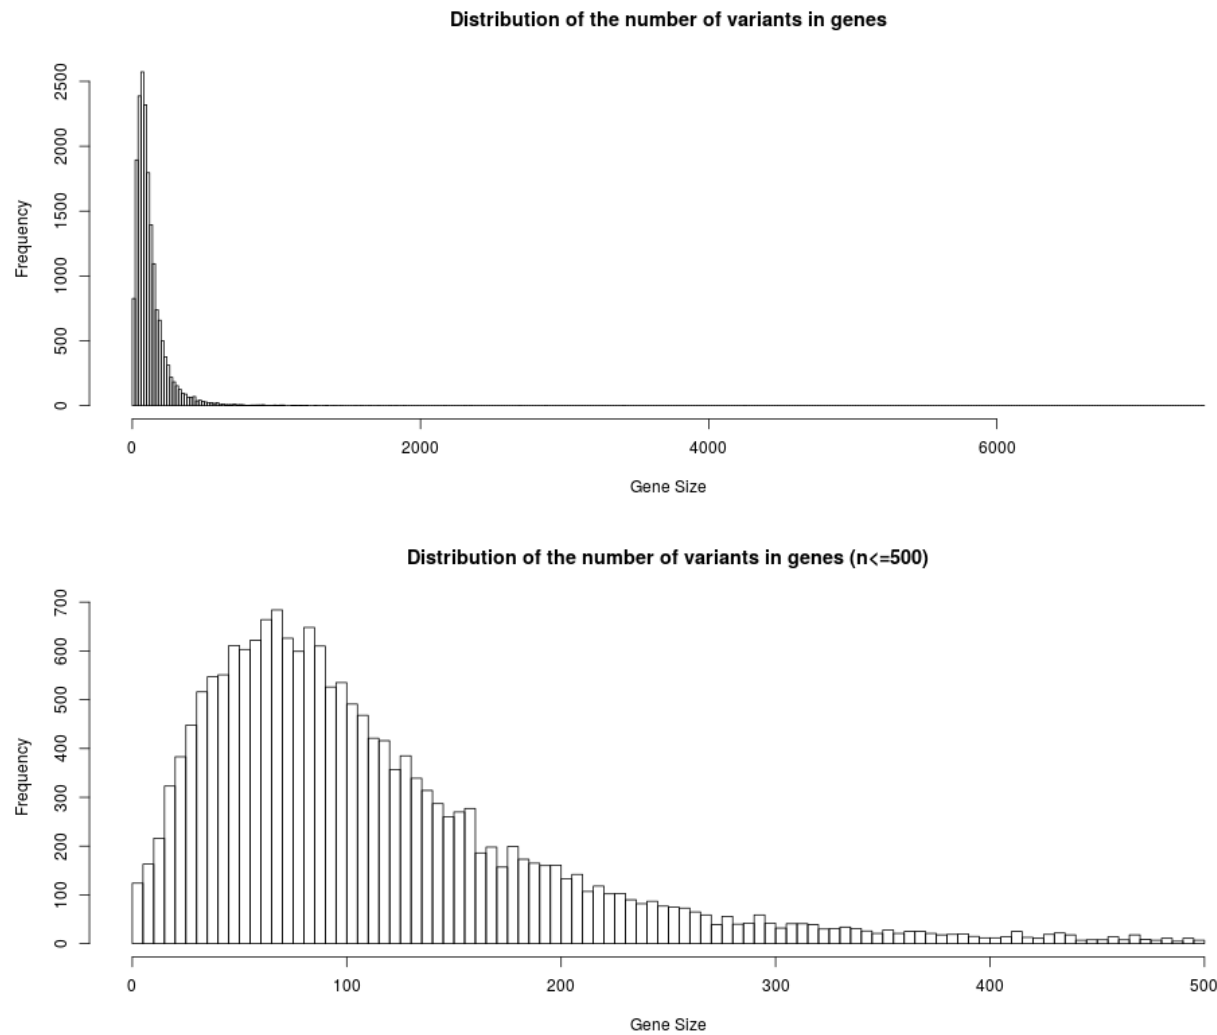 Distribution of the number of variants in genes
2500
2000
1500
1000
500
0
Frequency
0 2000 4000 6000
Gene Size
Distribution of the number of variants in genes (n<=500)
700
600
500
400
300
200
100
0
Frequency
0 100 200 300 400 500
Gene Size